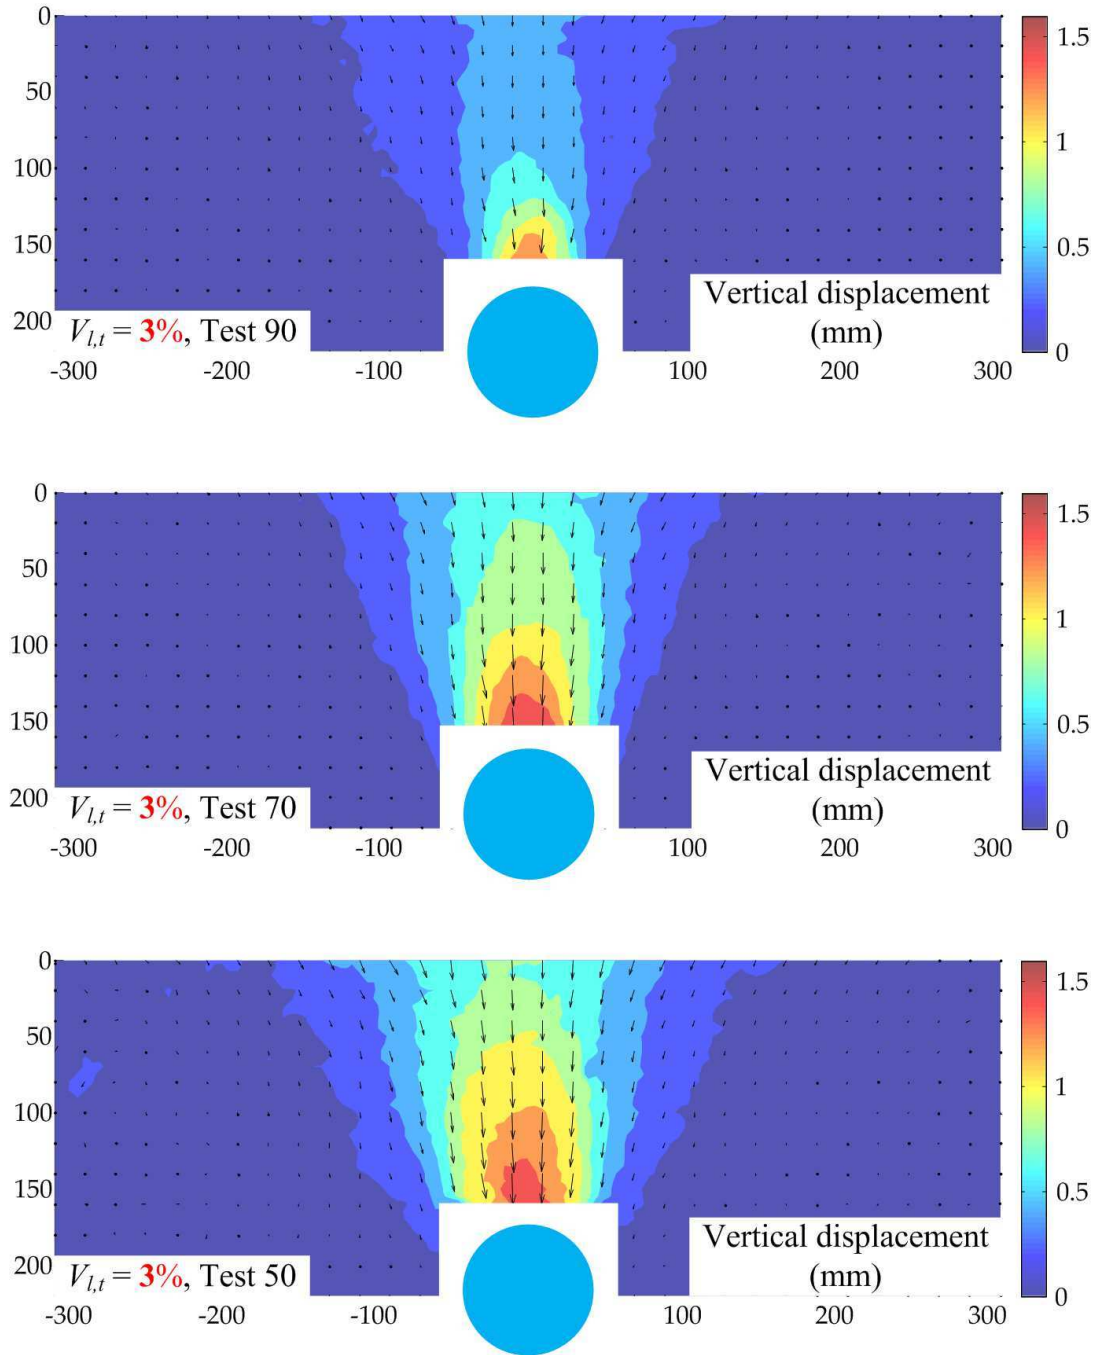 0
50
100
150
200
V_{l,t} = 3%, Test 90
Vertical displacement
(mm)
-300 -200 -100 100 200 300
1.5
1
0.5
0
0
50
100
150
200
V_{l,t} = 3%, Test 70
Vertical displacement
(mm)
-300 -200 -100 100 200 300
1.5
1
0.5
0
0
50
100
150
200
V_{l,t} = 3%, Test 50
Vertical displacement
(mm)
-300 -200 -100 100 200 300
1.5
1
0.5
0